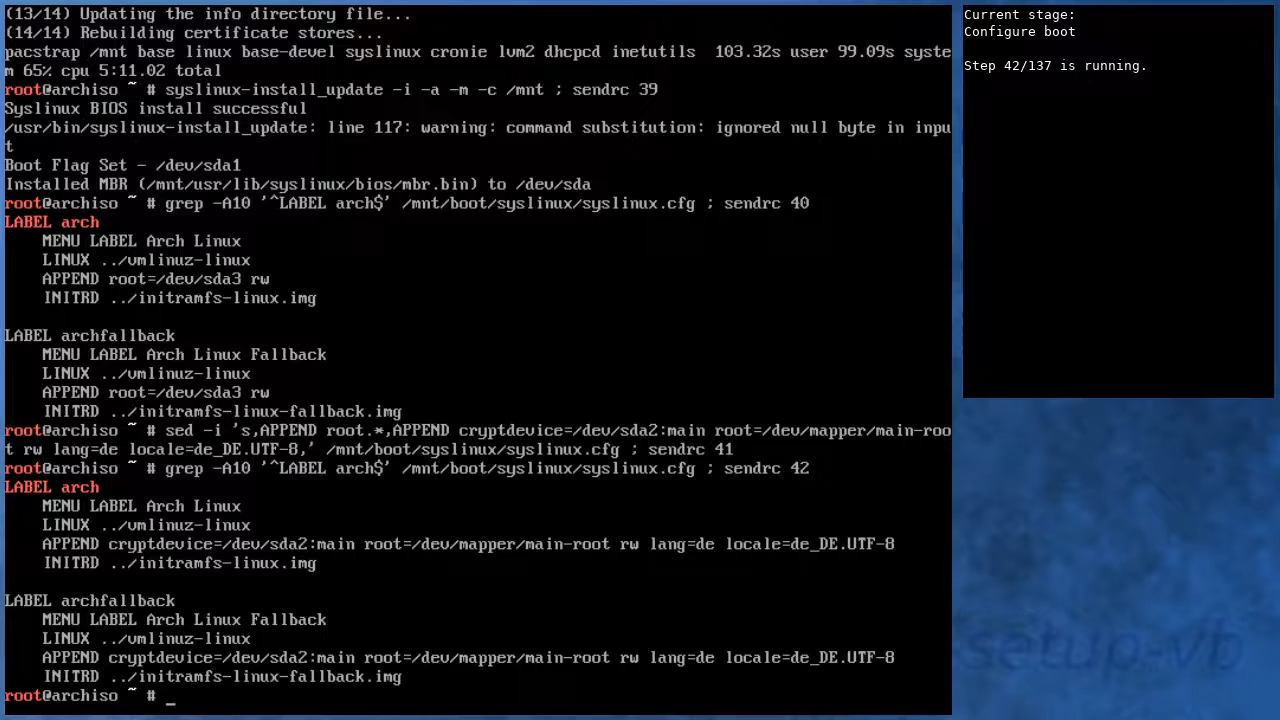 (13/14) Updating the info directory file...
(14/14) Rebuilding certificate stores...
pacstrap /mnt base linux base-devel syslinux cronie lvm2 dhcpcd inetutils  103.32s user 99.09s syste
m 65% cpu 5:11.02 total
root@archiso ~ # syslinux-install_update -i -a -m -c /mnt ; sendrc 39
Syslinux BIOS install successful
/usr/bin/syslinux-install_update: line 117: warning: command substitution: ignored null byte in inpu
t
Boot Flag Set - /dev/sda1
Installed MBR (/mnt/usr/lib/syslinux/bios/mbr.bin) to /dev/sda
root@archiso ~ # grep -A10 '^LABEL arch$' /mnt/boot/syslinux/syslinux.cfg ; sendrc 40
LABEL arch
    MENU LABEL Arch Linux
    LINUX ../vmlinuz-linux
    APPEND root=/dev/sda3 rw
    INITRD ../initramfs-linux.img

LABEL archfallback
    MENU LABEL Arch Linux Fallback
    LINUX ../vmlinuz-linux
    APPEND root=/dev/sda3 rw
    INITRD ../initramfs-linux-fallback.img
root@archiso ~ # sed -i 's,APPEND root.*,APPEND cryptdevice=/dev/sda2:main root=/dev/mapper/main-roo
t rw lang=de locale=de_DE.UTF-8,' /mnt/boot/syslinux/syslinux.cfg ; sendrc 41
root@archiso ~ # grep -A10 '^LABEL arch$' /mnt/boot/syslinux/syslinux.cfg ; sendrc 42
LABEL arch
    MENU LABEL Arch Linux
    LINUX ../vmlinuz-linux
    APPEND cryptdevice=/dev/sda2:main root=/dev/mapper/main-root rw lang=de locale=de_DE.UTF-8
    INITRD ../initramfs-linux.img

LABEL archfallback
    MENU LABEL Arch Linux Fallback
    LINUX ../vmlinuz-linux
    APPEND cryptdevice=/dev/sda2:main root=/dev/mapper/main-root rw lang=de locale=de_DE.UTF-8
    INITRD ../initramfs-linux-fallback.img
root@archiso ~ # _
Current stage:
Configure boot

Step 42/137 is running.
setup-vb